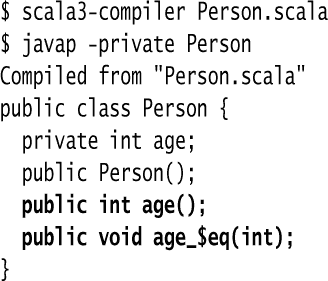 $ scala3-compiler Person.scala
$ javap -private Person
Compiled from "Person.scala"
public class Person {
  private int age;
  public Person();
  public int age();
  public void age_$eq(int);
}